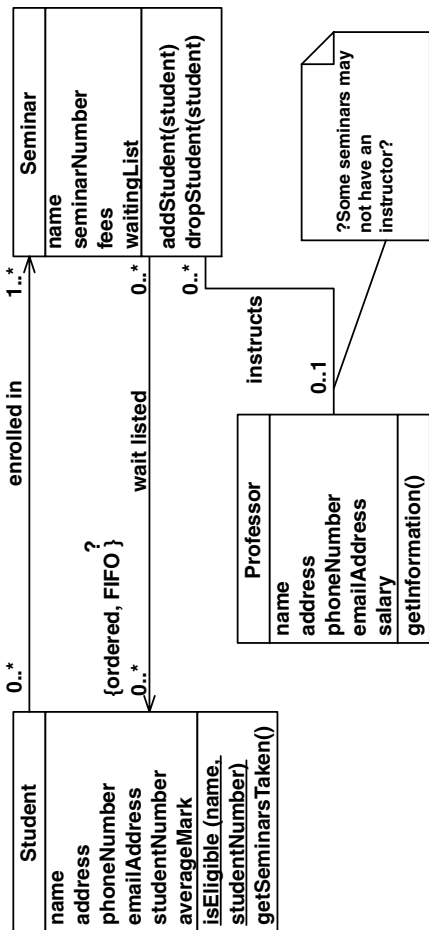 Student
name
address
phoneNumber
emailAddress
studentNumber
averageMark
isEligible (name,
studentNumber)
getSeminarsTaken()
0..*
enrolled in
1..*
{ordered, FIFO }
?
0..*
wait listed
0..*
Seminar
name
seminarNumber
fees
waitingList
addStudent(student)
dropStudent(student)
0..*
instructs
0..1
Professor
name
address
phoneNumber
emailAddress
salary
getInformation()
?Some seminars may
not have an
instructor?